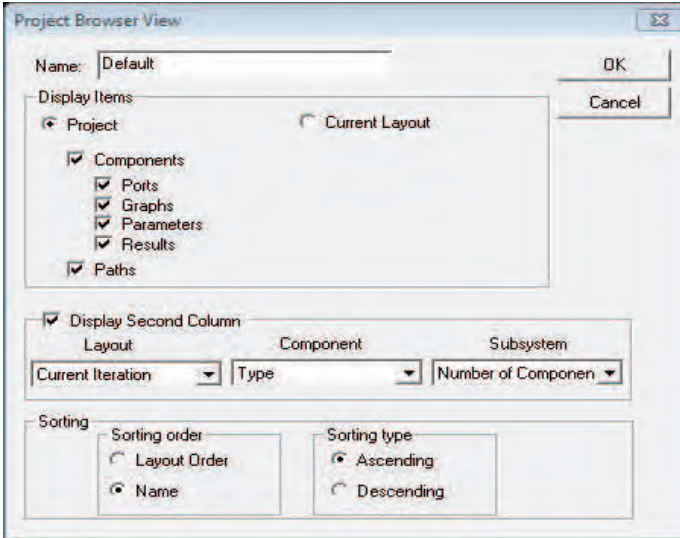 Project Browser View
Name: Default
OK
Cancel
Display Items
Project
Current Layout
Components
Ports
Graphs
Parameters
Results
Paths
Display Second Column
Layout Component Subsystem
Current Iteration Type Number of Componen
Sorting
Sorting order Sorting type
Layout Order Ascending
Name Descending